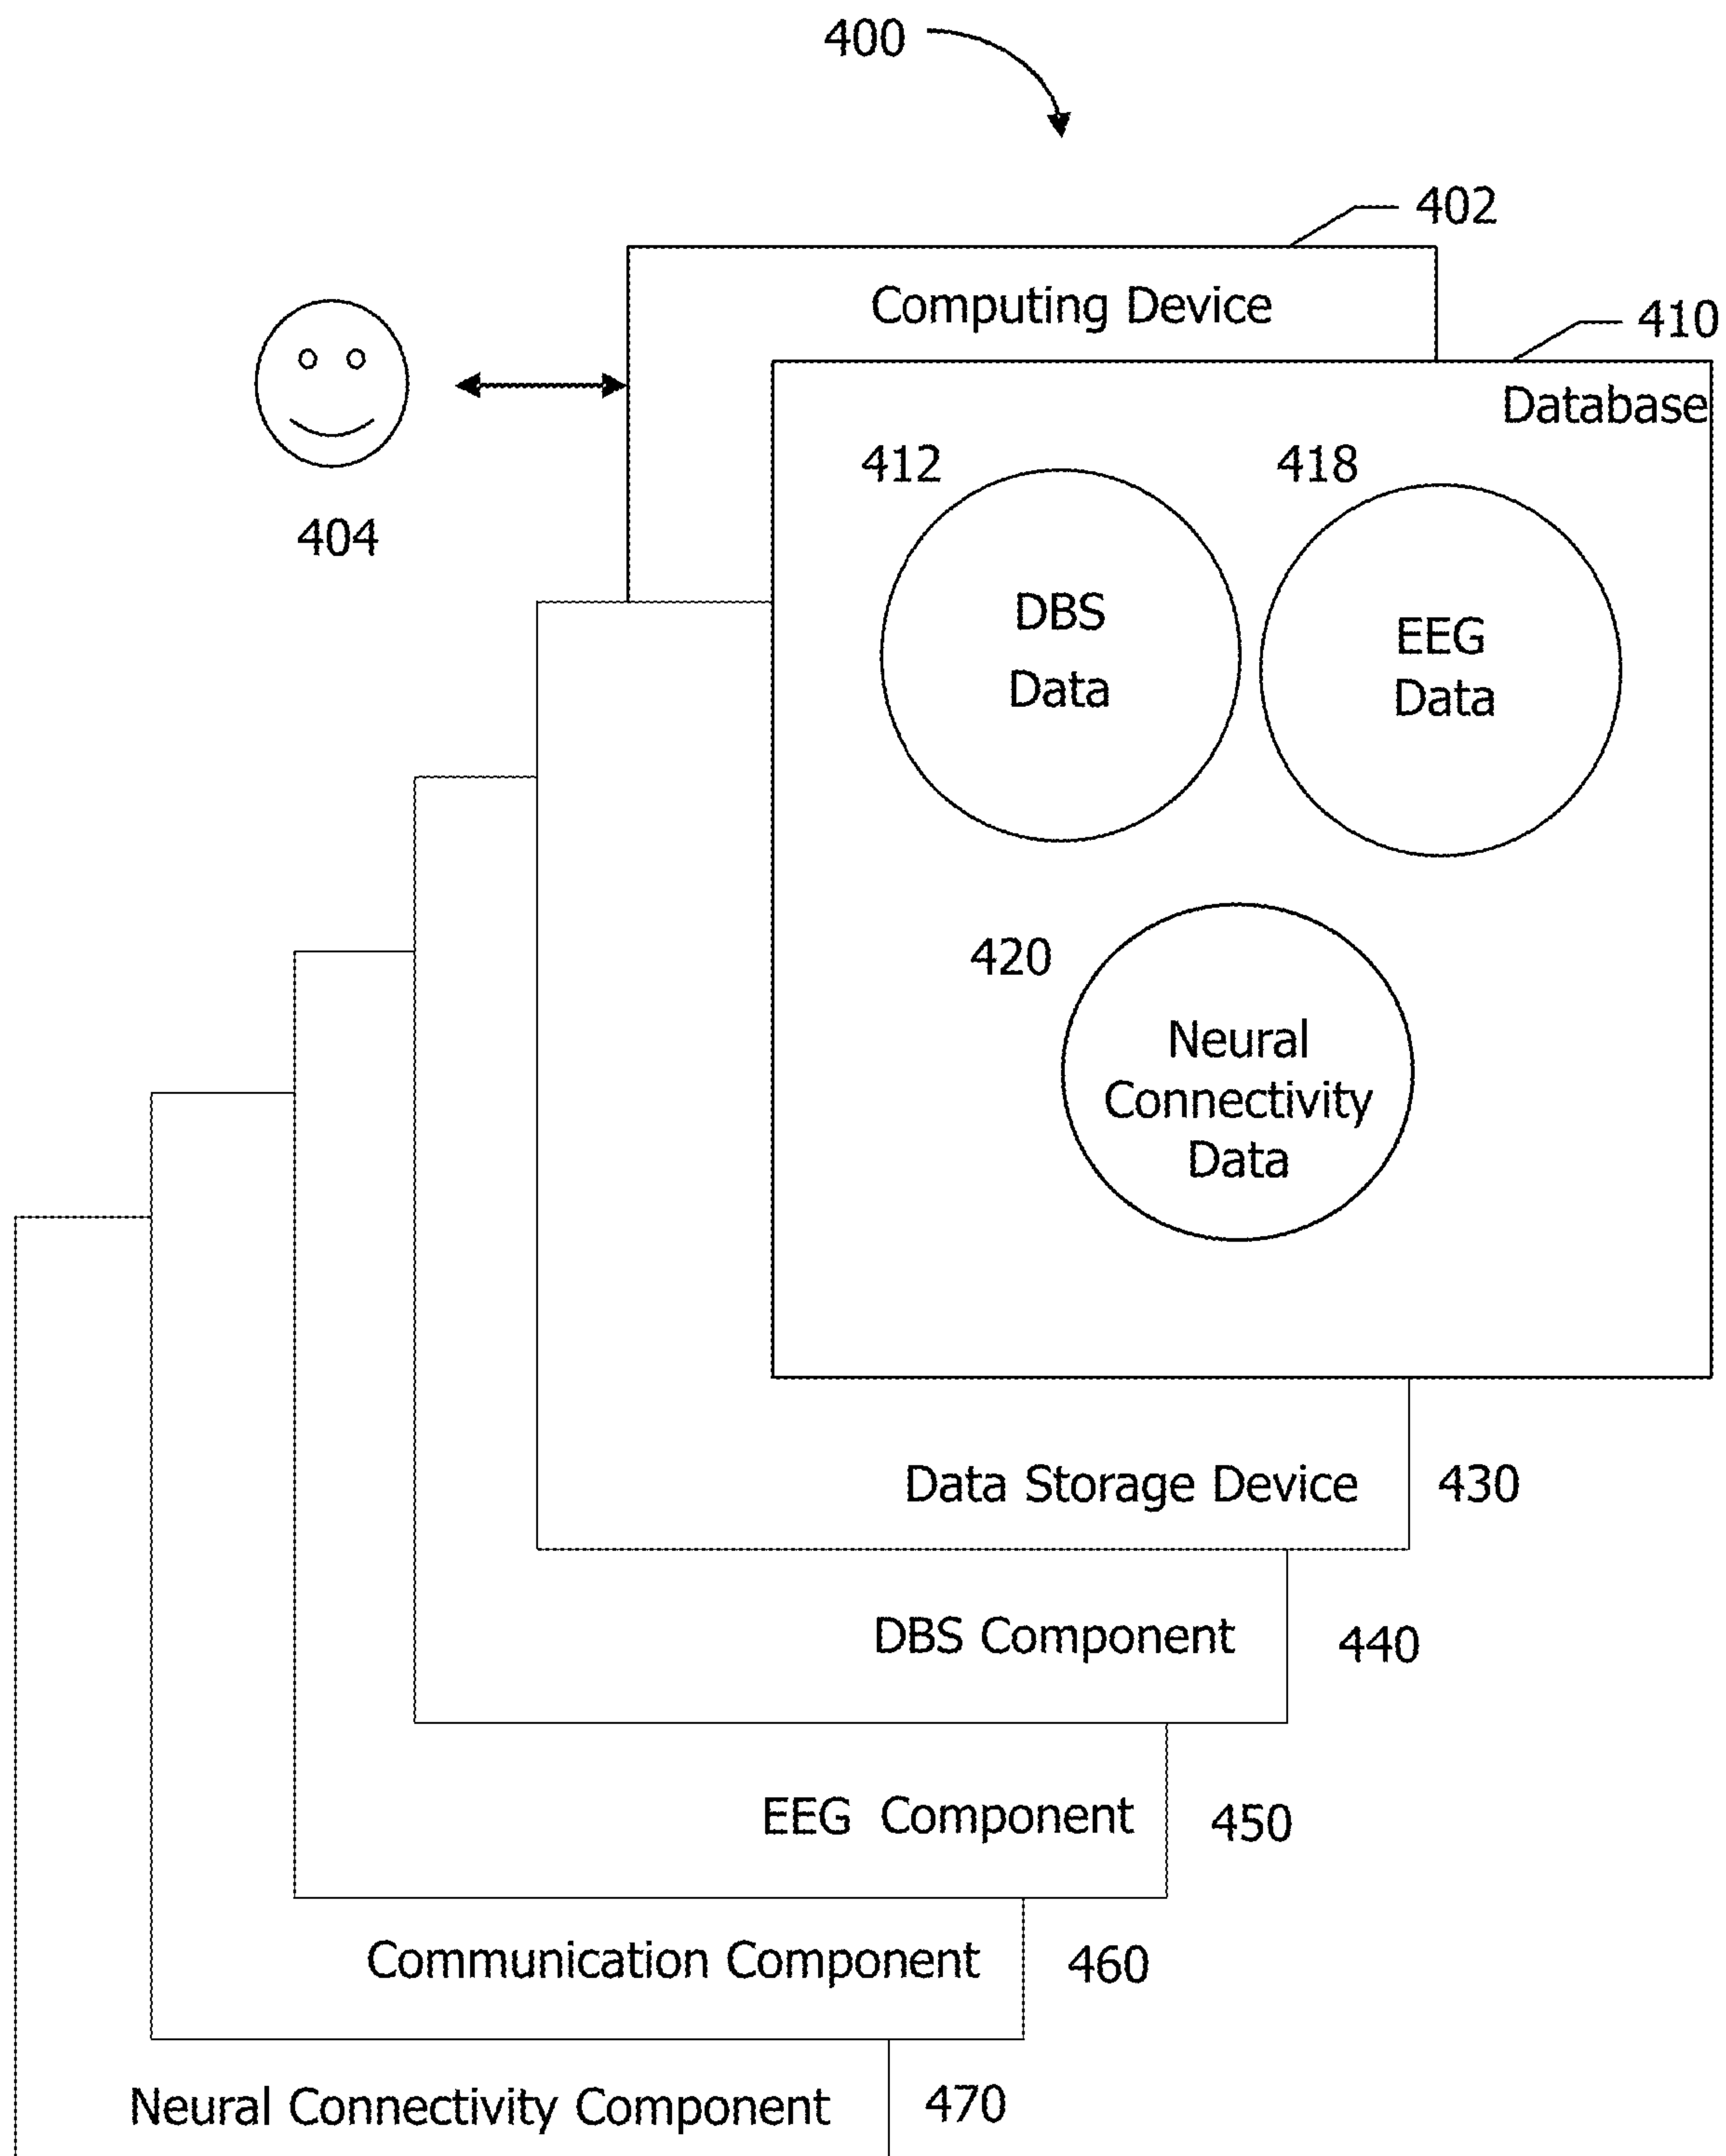 400
402
Computing Device
410
Database
412
418
404
DBS
Data
EEG
Data
420
Neural
Connectivity
Data
Data Storage Device
430
DBS Component
440
EEG Component
450
Communication Component
460
Neural Connectivity Component
470